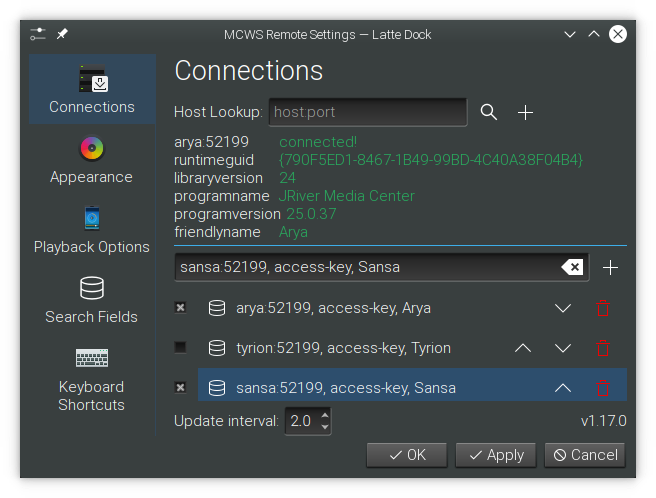 MCWS Remote Settings — Latte Dock
Connections
Appearance
Playback Options
Search Fields
Keyboard
Shortcuts
Connections
Host Lookup: host:port
arya:52199 connected!
runtimeguid {790F5ED1-8467-1B49-99BD-4C40A38F04B4}
libraryversion 24
programname JRiver Media Center
programversion 25.0.37
friendlyname Arya
sansa:52199, access-key, Sansa
arya:52199, access-key, Arya
tyrion:52199, access-key, Tyrion
sansa:52199, access-key, Sansa
Update interval: 2.0 v1.17.0
OK Apply Cancel